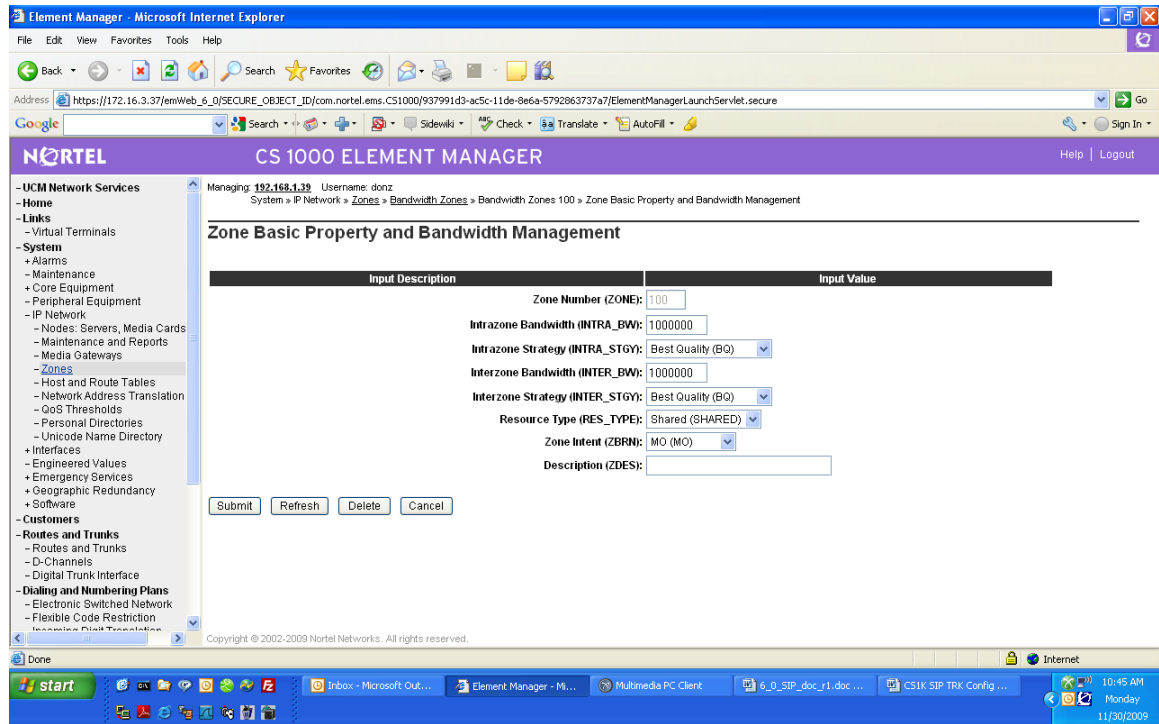 Element Manager - Microsoft Internet Explorer
File Edit View Favorites Tools Help
Back Search Favorites
Address https://172.16.3.37/emWeb_6_0/SECURE_OBJECT_ID/com.nortel.ems.CS1000/937991d3-ac5c-11de-8e6a-5792863737a7/ElementManagerLaunchServlet.secure Go
Google Search Sidewiki Check Translate AutoFill Sign In
NORTEL CS 1000 ELEMENT MANAGER Help | Logout
- UCM Network Services
- Home
- Links
- Virtual Terminals
- System
+ Alarms
- Maintenance
+ Core Equipment
- Peripheral Equipment
- IP Network
- Nodes: Servers, Media Cards
- Maintenance and Reports
- Media Gateways
- Zones
- Host and Route Tables
- Network Address Translation
- QoS Thresholds
- Personal Directories
- Unicode Name Directory
+ Interfaces
- Engineered Values
+ Emergency Services
+ Geographic Redundancy
+ Software
- Customers
- Routes and Trunks
- Routes and Trunks
- D-Channels
- Digital Trunk Interface
- Dialing and Numbering Plans
- Electronic Switched Network
- Flexible Code Restriction
Managing: 192.168.1.39 Username: donz
System » IP Network » Zones » Bandwidth Zones » Bandwidth Zones 100 » Zone Basic Property and Bandwidth Management
Zone Basic Property and Bandwidth Management
Input Description Input Value
Zone Number (ZONE): 100
Intrazone Bandwidth (INTRA_BW): 1000000
Intrazone Strategy (INTRA_STGY): Best Quality (BQ)
Interzone Bandwidth (INTER_BW): 1000000
Interzone Strategy (INTER_STGY): Best Quality (BQ)
Resource Type (RES_TYPE): Shared (SHARED)
Zone Intent (ZBRN): MO (MO)
Description (ZDES):
Submit Refresh Delete Cancel
Copyright © 2002-2009 Nortel Networks. All rights reserved.
Done Internet
start Inbox - Microsoft Out... Element Manager - Mi... Multimedia PC Client 6_0_SIP_doc_r1.doc ... CS1K SIP TRK Config ... 10:45 AM
Monday
11/30/2009